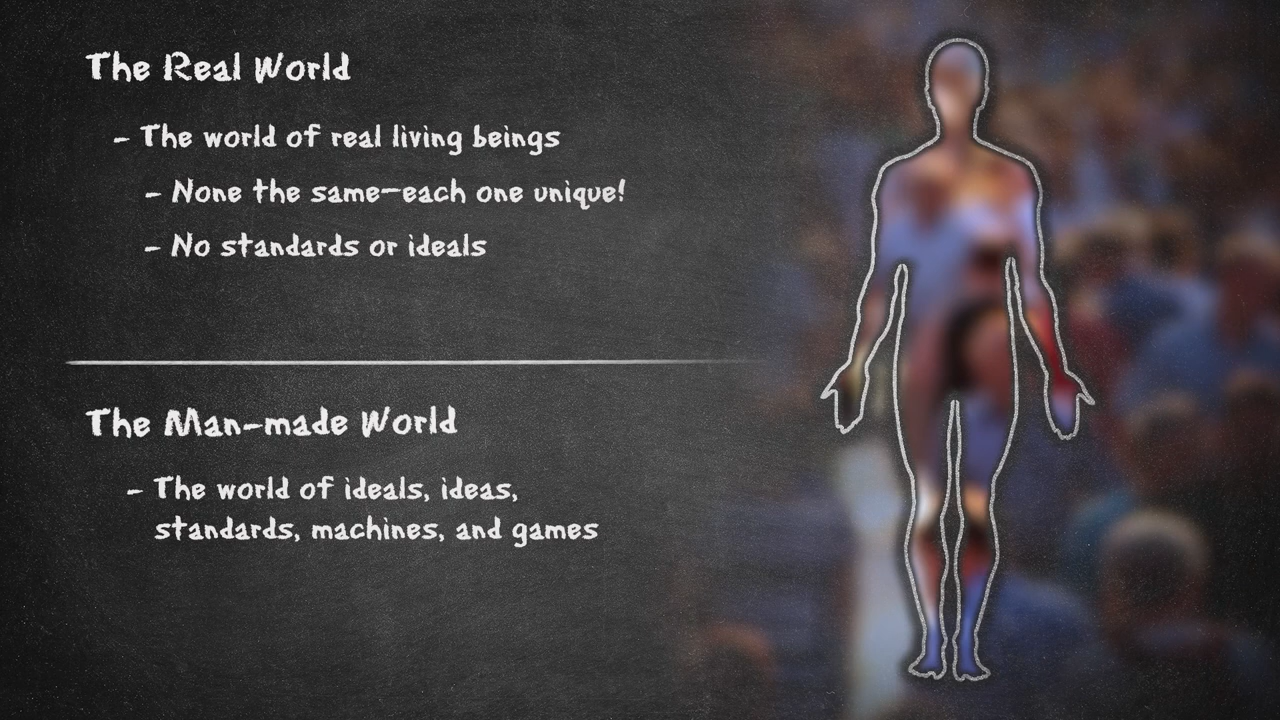 The Real World
- The world of real living beings
- None the same—each one unique!
- No standards or ideals
The Man-made World
- The world of ideals, ideas,
standards, machines, and games